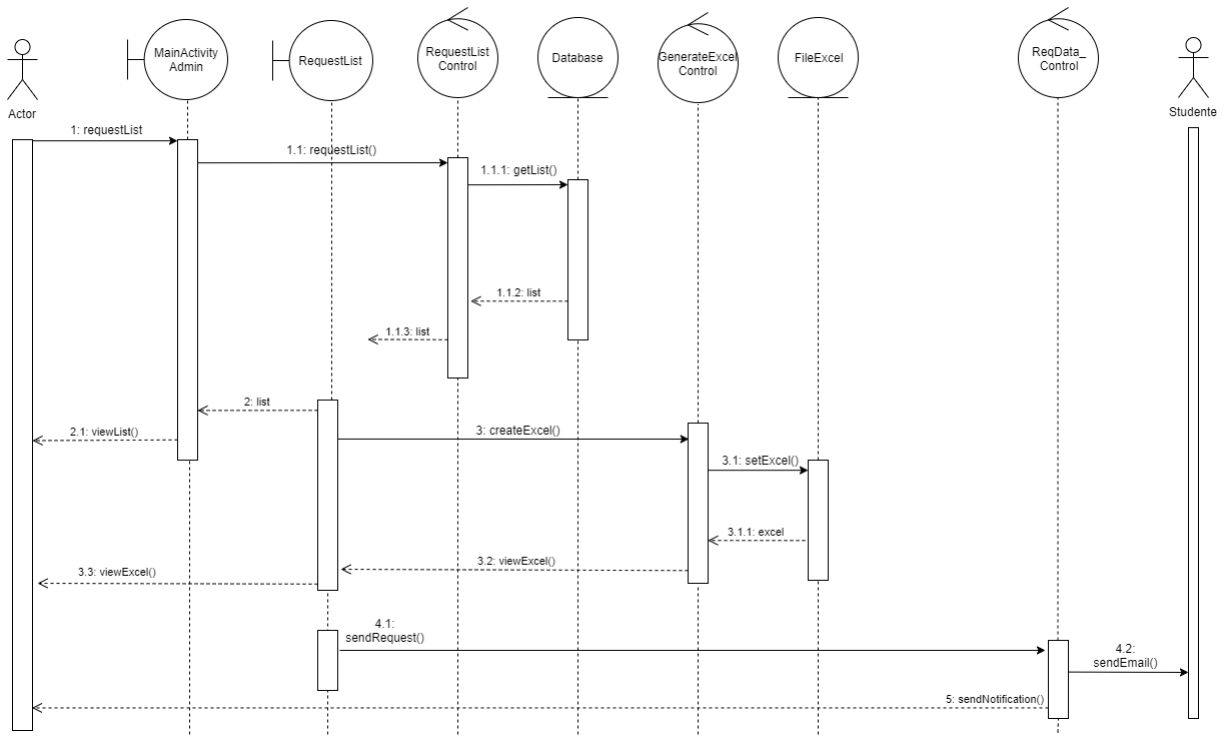 MainActivity
Admin
RequestList
RequestList
Control
Database
GenerateExcel
Control
FileExcel
ReqData_
Control
Actor
Studente
1: requestList
1.1: requestList()
1.1.1: getList()
1.1.2: list
1.1.3: list
2: list
2.1: viewList()
3: createExcel()
3.1: setExcel()
3.1.1: excel
3.2: viewExcel()
3.3: viewExcel()
4.1:
sendRequest()
4.2:
sendEmail()
5: sendNotification()